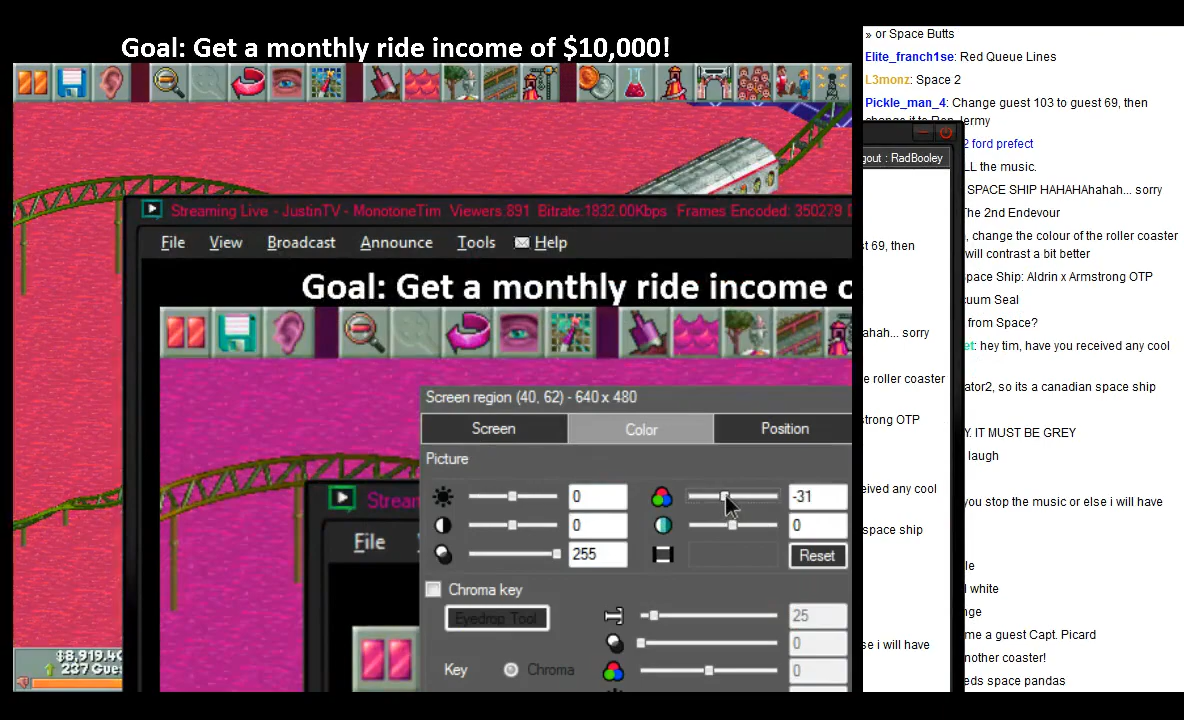 Goal: Get a monthly ride income of $10,000!
Streaming Live - JustinTV - MonotoneTim Viewers:891 Bitrate:1832.00Kbps Frames Encoded: 350279
File View Broadcast Announce Tools Help
Goal: Get a monthly ride income
Screen region (40, 62) - 640 x 480
Screen Color Position
Picture
0 -31
0 0
255 Reset
Chroma key
Eyedrop Tool 25
0
Key Chroma 0
File
$8,919.40
237
» or Space Butts
Elite_franch1se: Red Queue Lines
L3monz: Space 2
Pickle_man_4: Change guest 103 to guest 69, then
gout : RadBooley
2 ford prefect
LL the music.
SPACE SHIP HAHAHAhahah... sorry
The 2nd Endevour
, change the colour of the roller coaster
t 69, then
will contrast a bit better
pace Ship: Aldrin x Armstrong OTP
cuum Seal
from Space?
ahah... sorry
et: hey tim, have you received any cool
e roller coaster
ator2, so its a canadian space ship
trong OTP
Y. IT MUST BE GREY
laugh
eived any cool
you stop the music or else i will have
space ship
le
l white
nge
me a guest Capt. Picard
se i will have
nother coaster!
eds space pandas